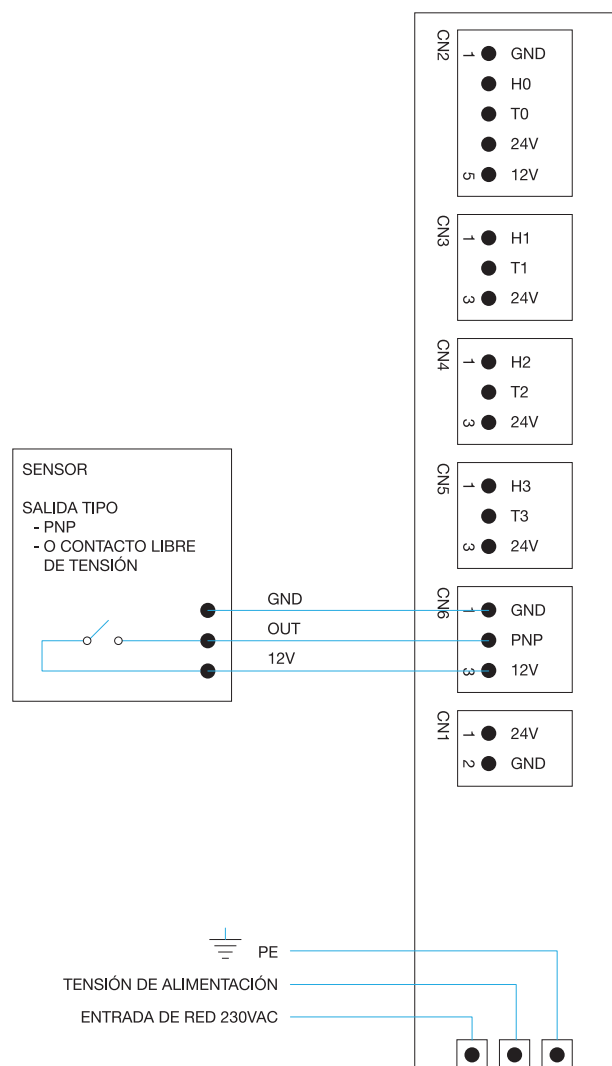 CN2
1 GND
H0
T0
24V
5 12V
CN3
1 H1
T1
3 24V
CN4
1 H2
T2
3 24V
CN5
1 H3
T3
3 24V
SENSOR
SALIDA TIPO
- PNP
- O CONTACTO LIBRE
DE TENSIÓN
GND
OUT
12V
CN6
1 GND
PNP
3 12V
CN1
1 24V
2 GND
PE
TENSIÓN DE ALIMENTACIÓN
ENTRADA DE RED 230VAC